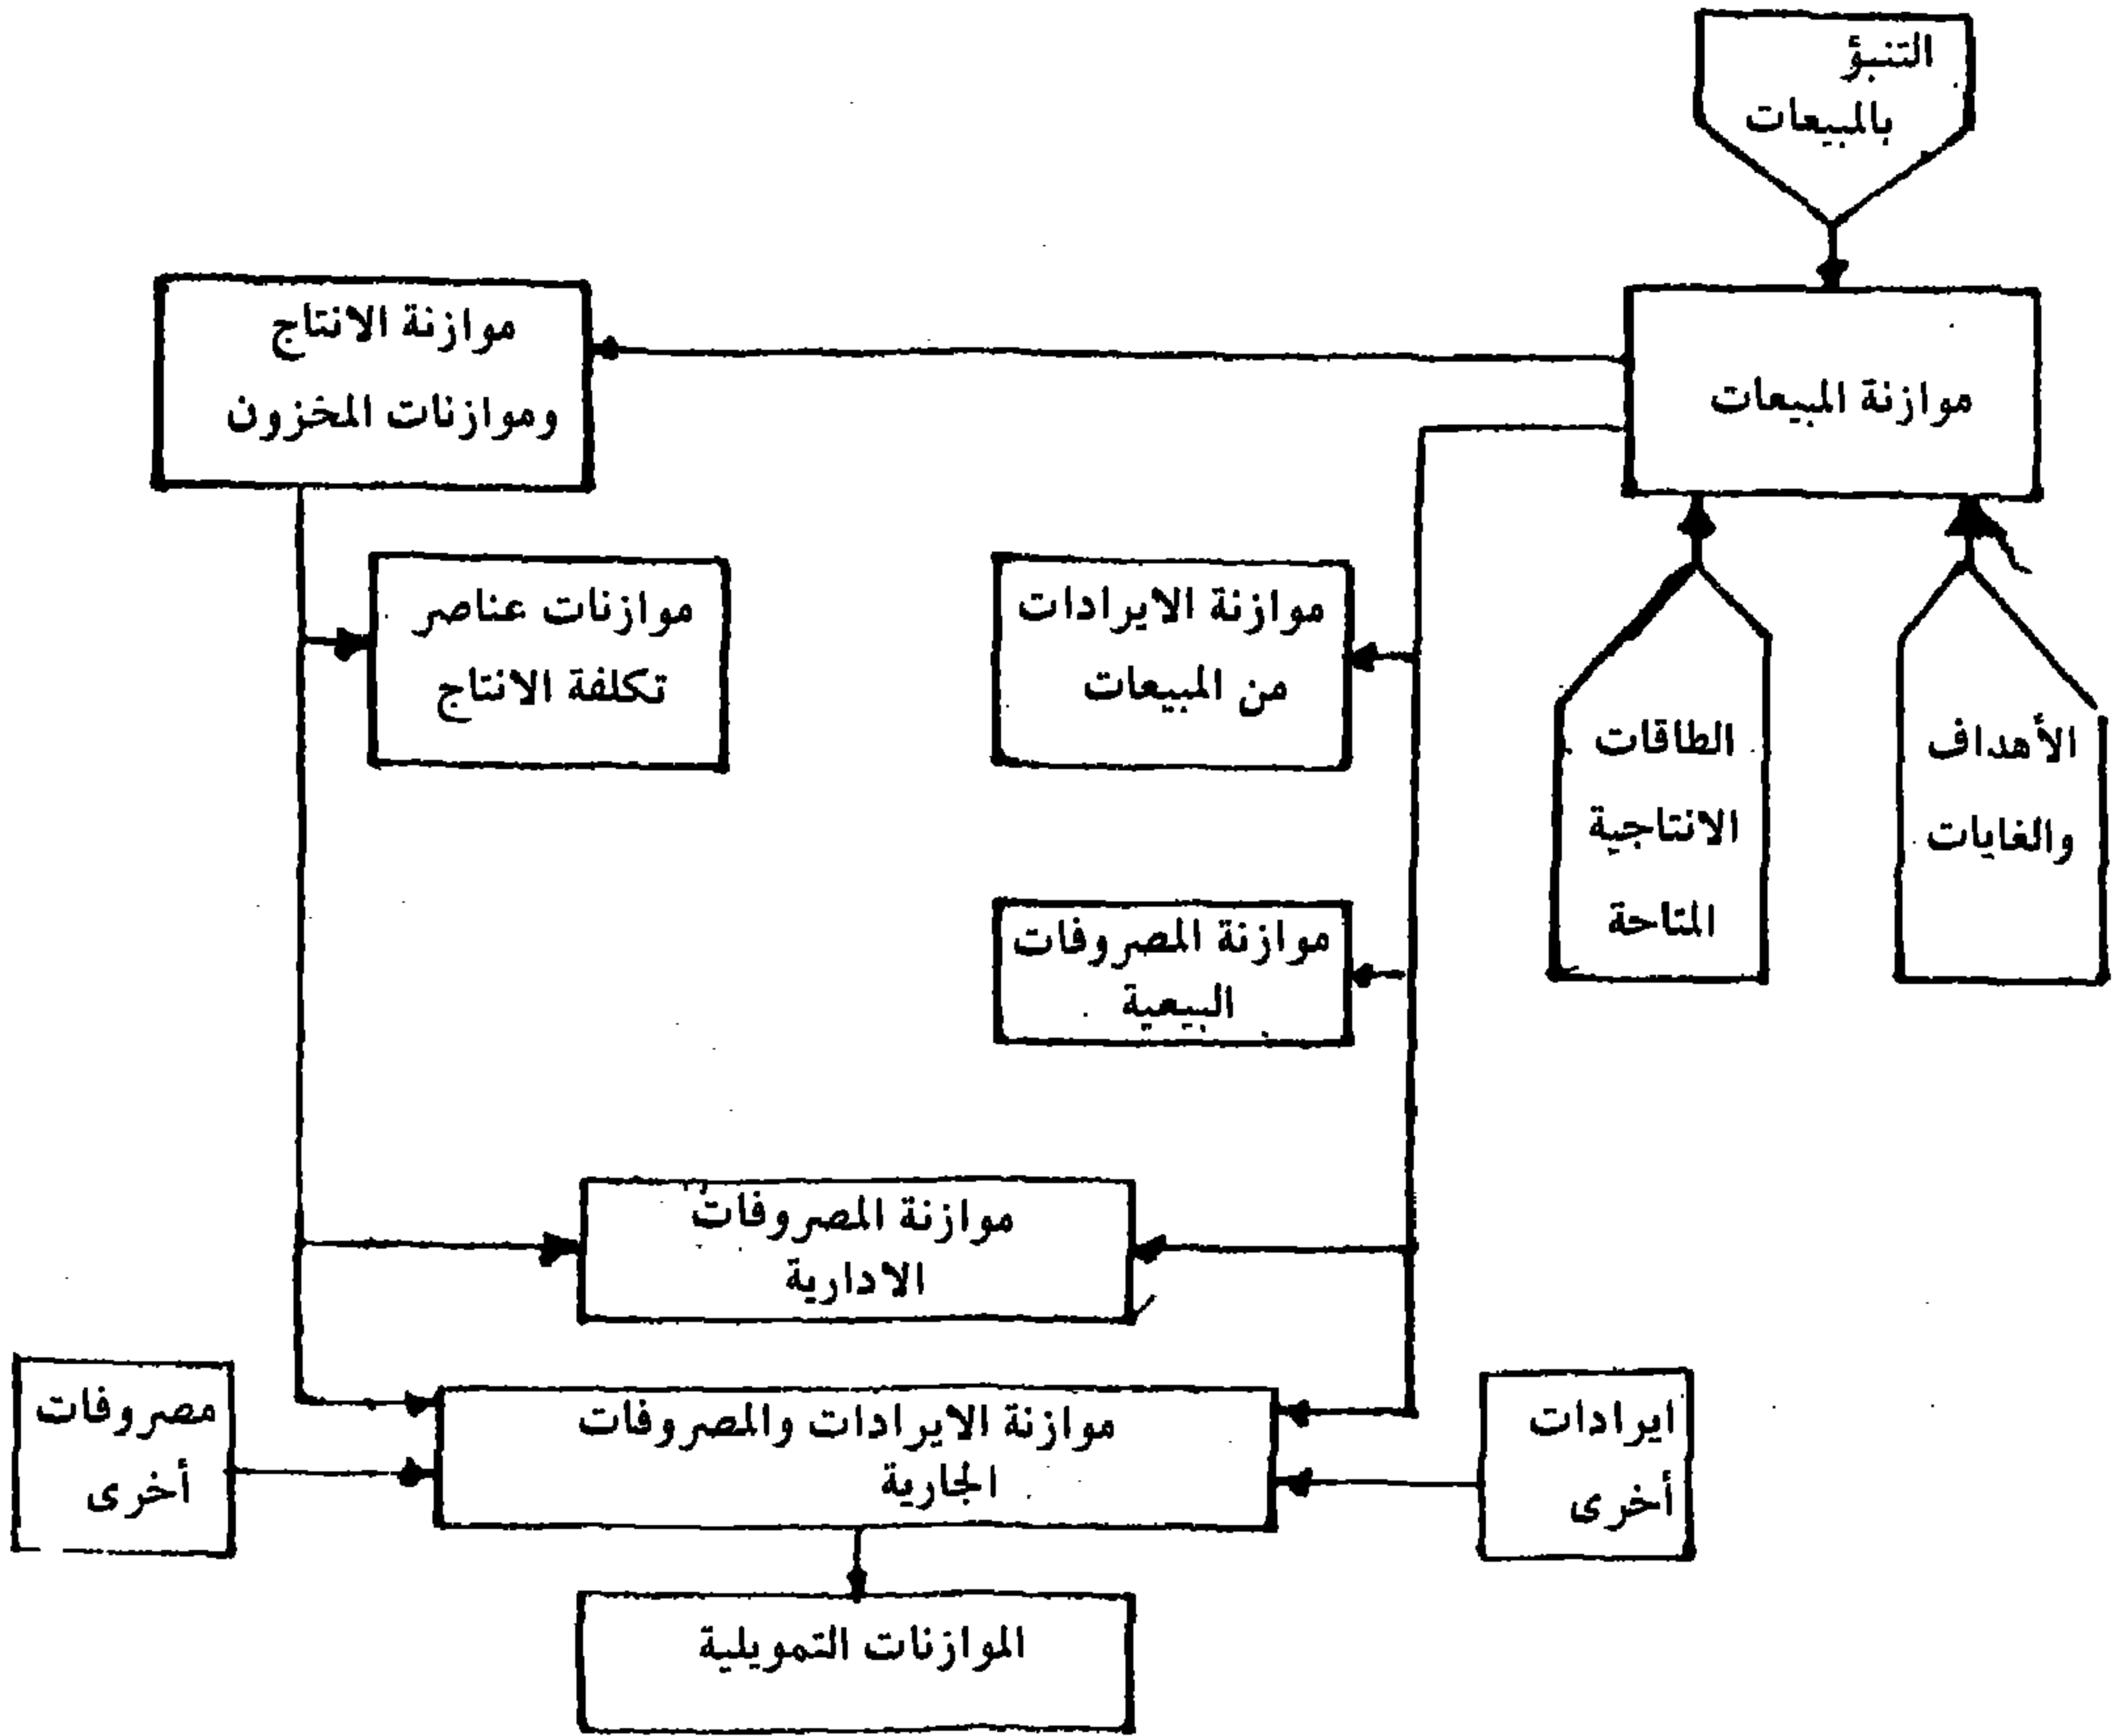 التنبؤ
بالمبيعات
موازنة المبيعات
موازنة الانتاج
وموازنات المخزون
الأهداف
والغايات
الطاقات
الانتاجية
المتاحة
موازنة الايرادات
من المبيعات
موازنات عناصر
تكلفة الانتاج
موازنة المصروفات
البيعية
موازنة المصروفات
الادارية
ايرادات
أخرى
موازنة الايرادات والمصروفات
الجارية
مصروفات
أخرى
الموازنات التمويلية